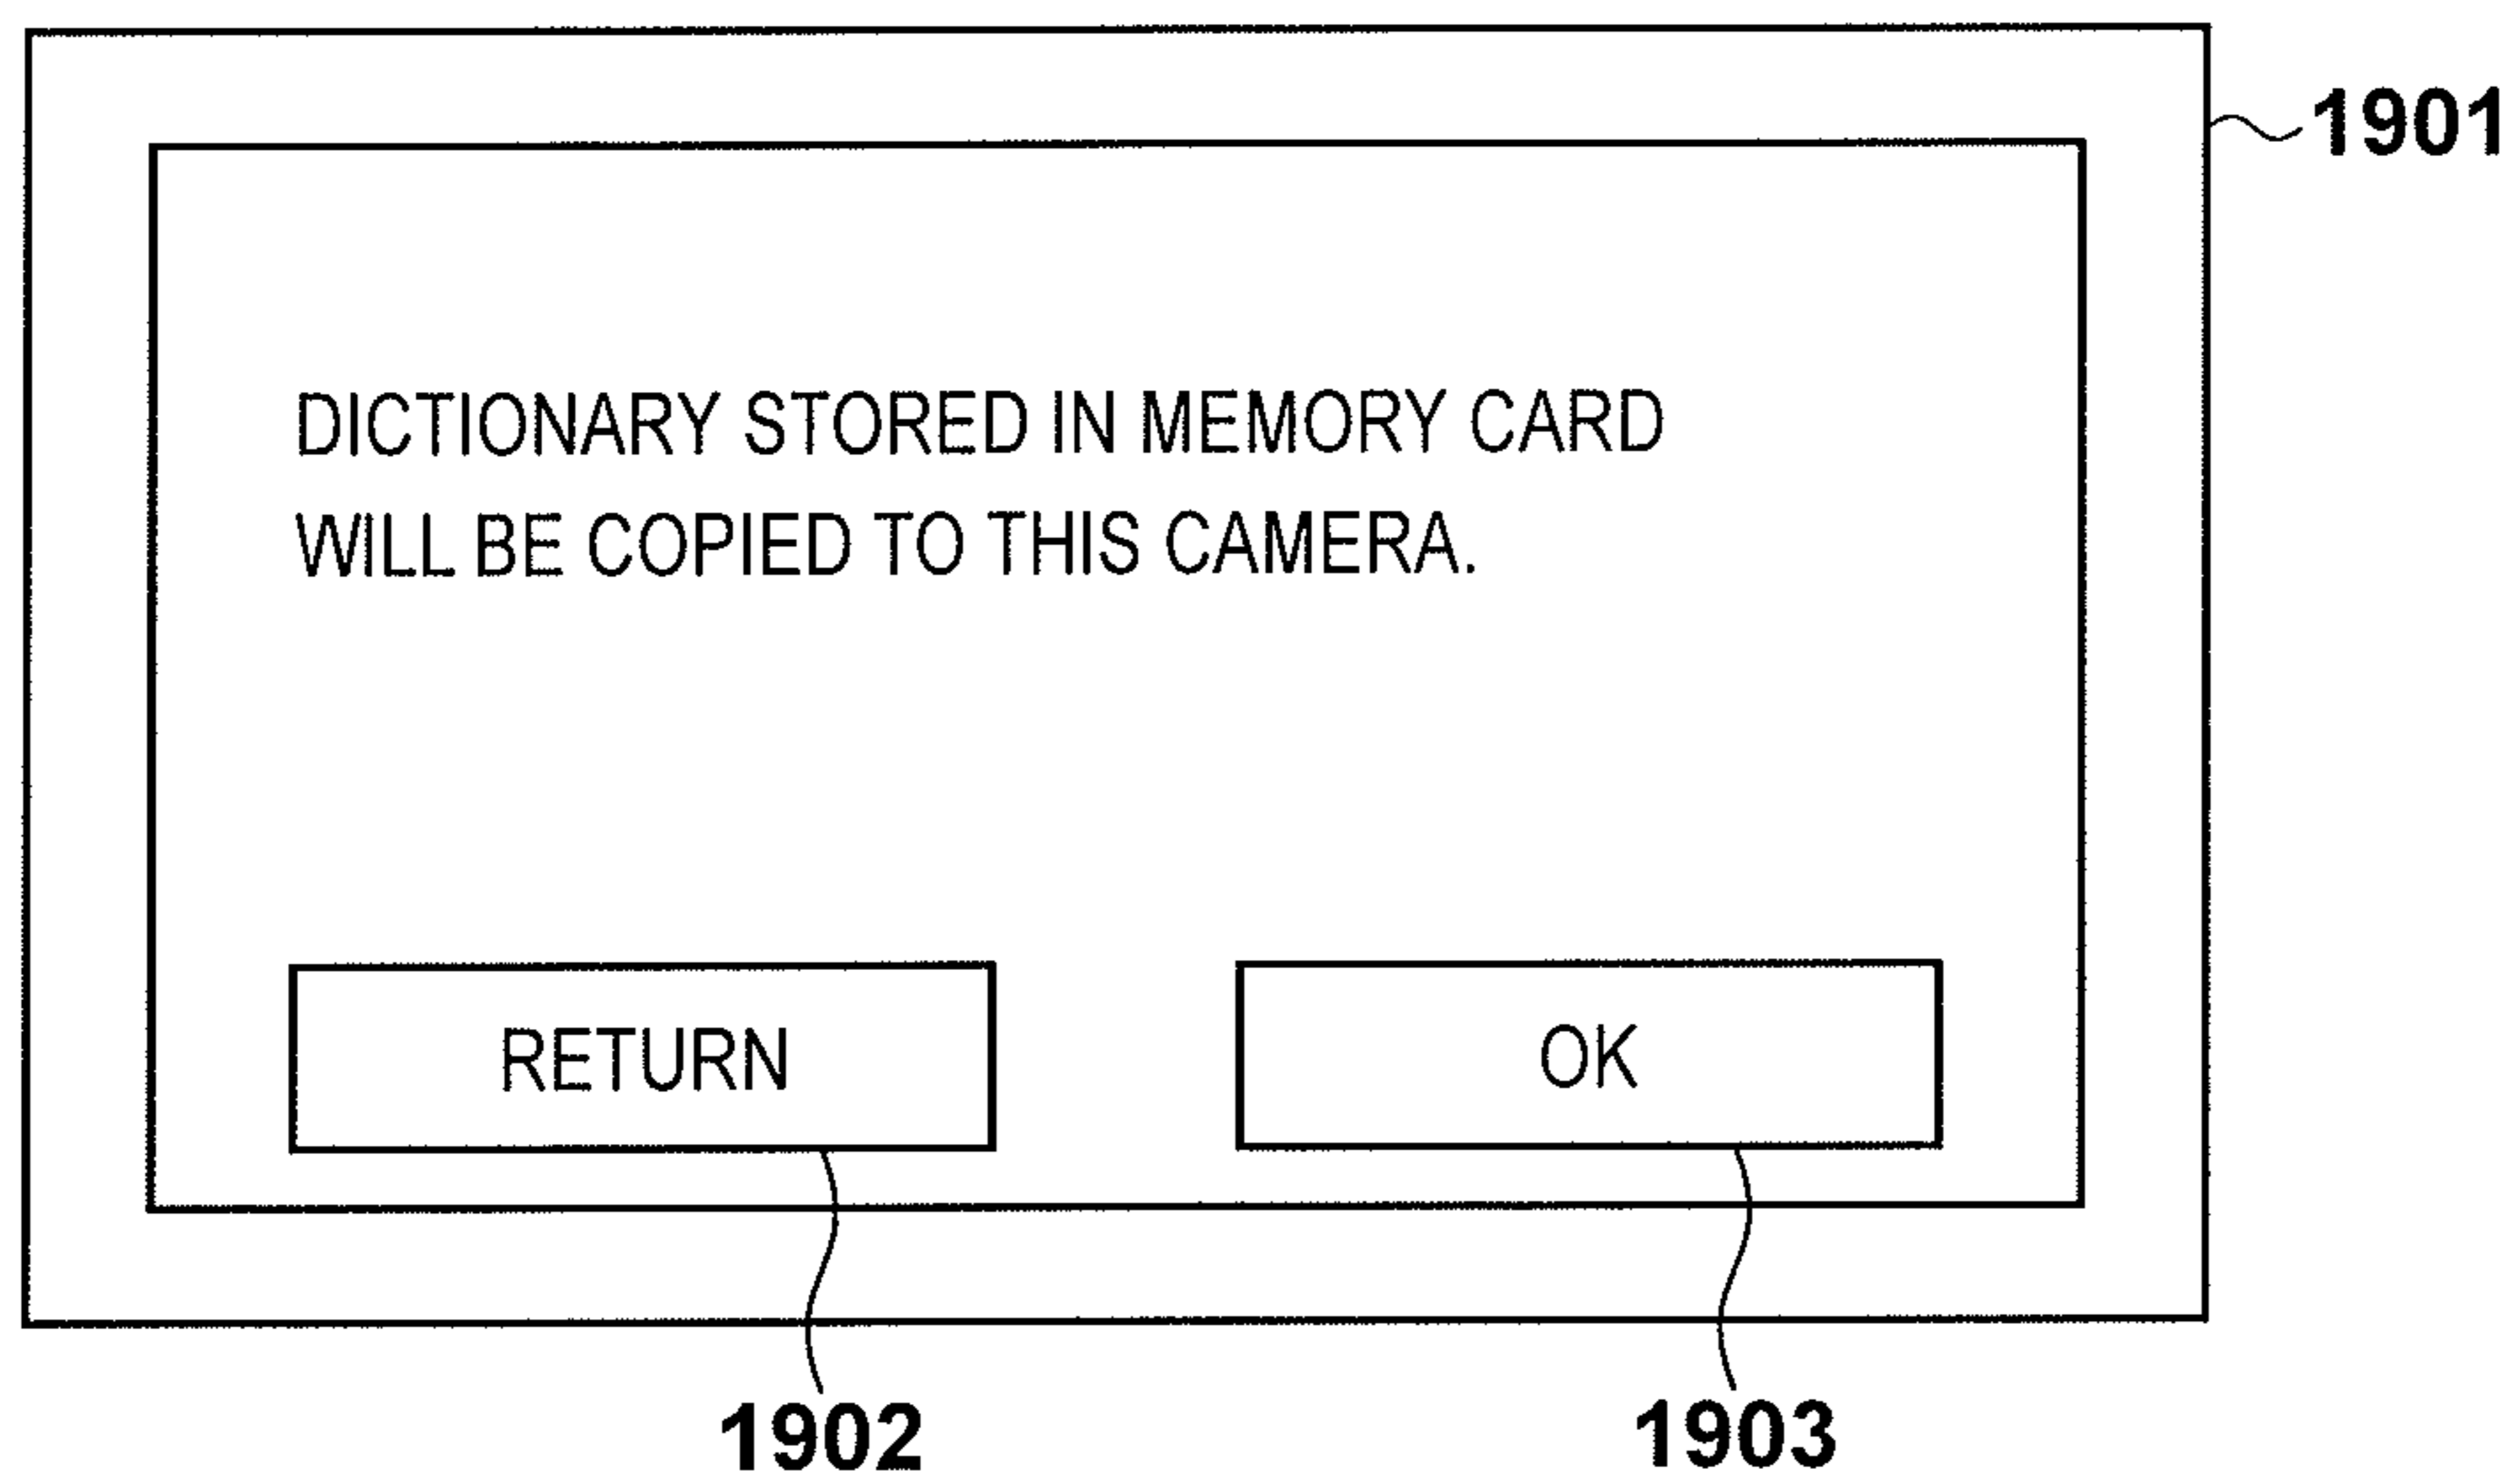 1901
DICTIONARY STORED IN MEMORY CARD
WILL BE COPIED TO THIS CAMERA.
RETURN
OK
1902
1903